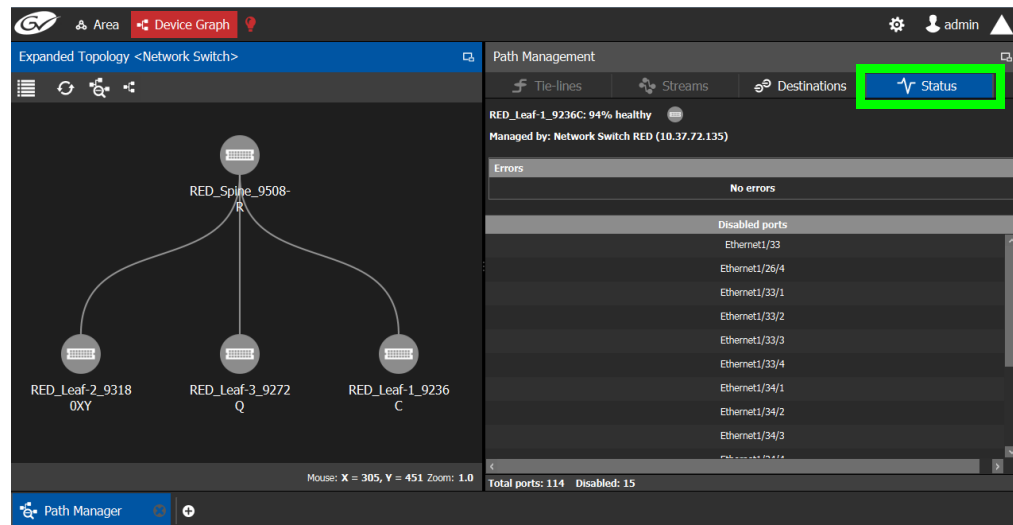 GV Area Device Graph admin
Expanded Topology <Network Switch>
RED_Spine_9508-
R
RED_Leaf-2_9318
0XY
RED_Leaf-3_9272
Q
RED_Leaf-1_9236
C
Mouse: X = 305, Y = 451 Zoom: 1.0
Path Management
Tie-lines Streams Destinations Status
RED_Leaf-1_9236C: 94% healthy
Managed by: Network Switch RED (10.37.72.135)
Errors
No errors
Disabled ports
Ethernet1/33
Ethernet1/26/4
Ethernet1/33/1
Ethernet1/33/2
Ethernet1/33/3
Ethernet1/33/4
Ethernet1/34/1
Ethernet1/34/2
Ethernet1/34/3
Total ports: 114 Disabled: 15
Path Manager